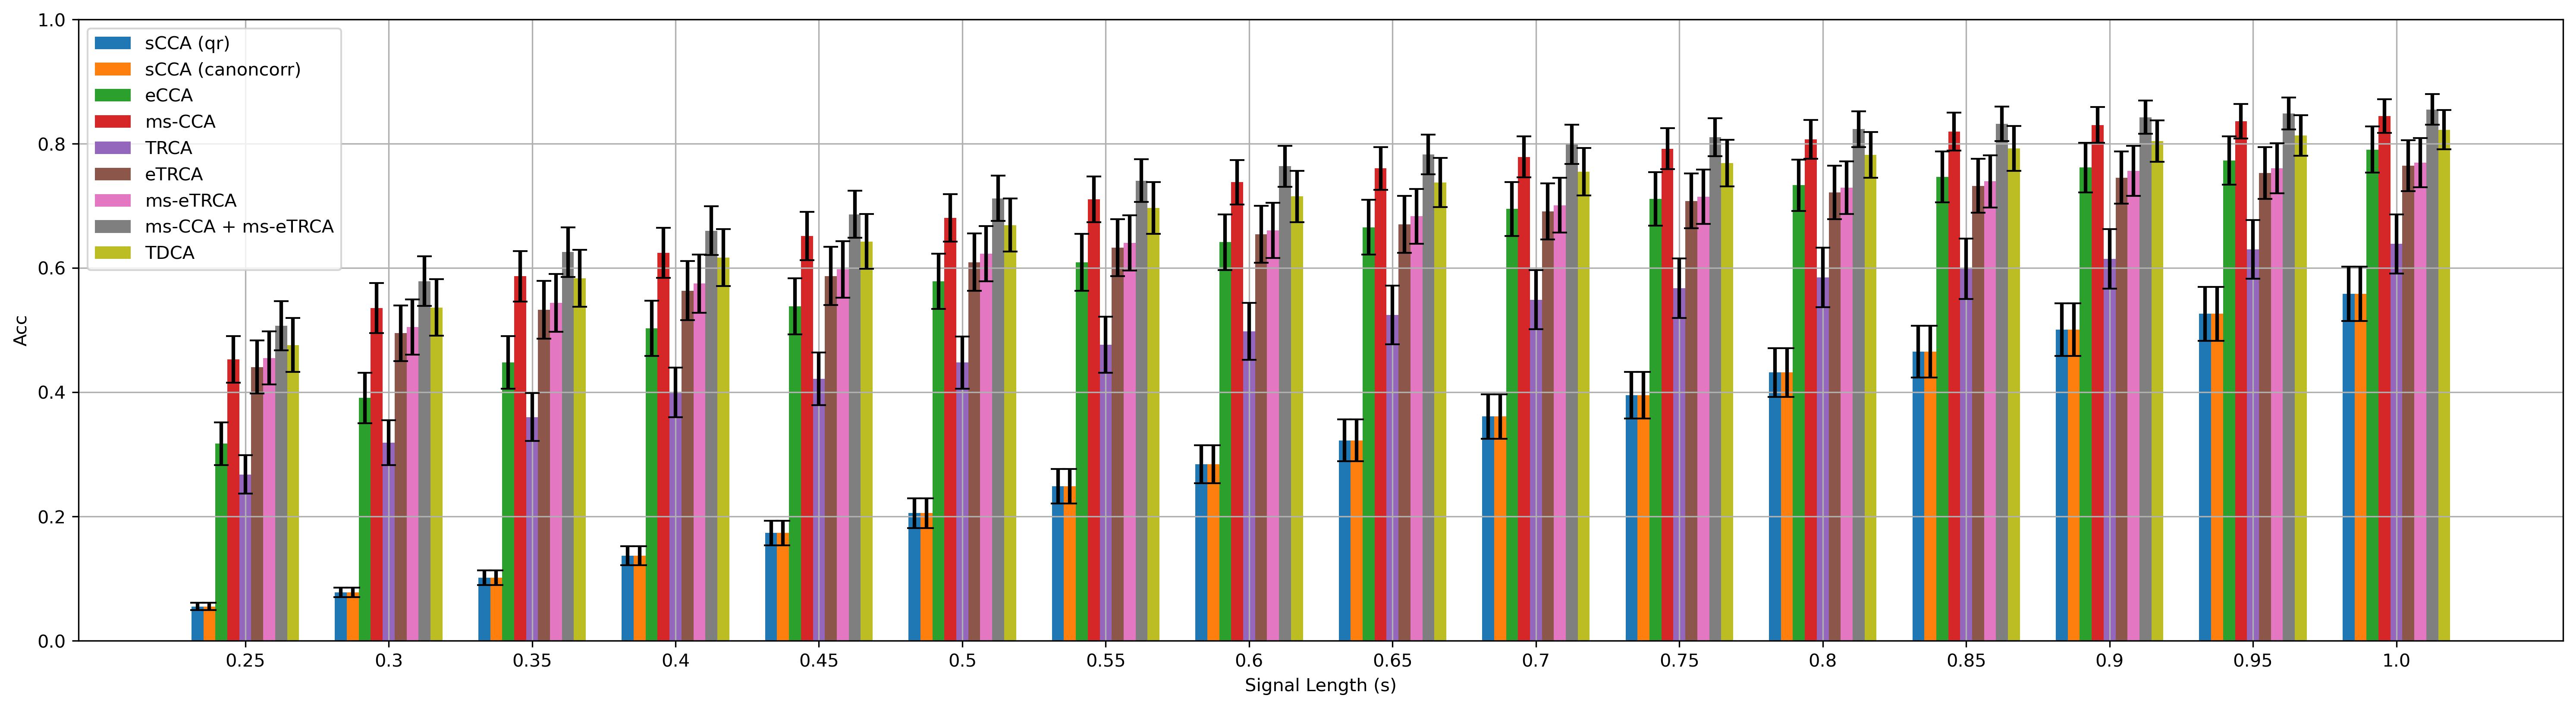 1.0
0.8
0.6
0.4
0.2
0.0
Acc
sCCA (qr)
sCCA (canoncorr)
eCCA
ms-CCA
TRCA
eTRCA
ms-eTRCA
ms-CCA + ms-eTRCA
TDCA
0.25 0.3 0.35 0.4 0.45 0.5 0.55 0.6 0.65 0.7 0.75 0.8 0.85 0.9 0.95 1.0
Signal Length (s)